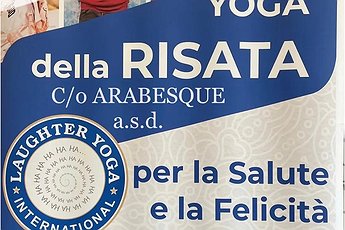 YOGA
della RISATA
C/o ARABESQUE
a.s.d.
LAUGHTER YOGA
INTERNATIONAL
per la Salute
e la Felicità